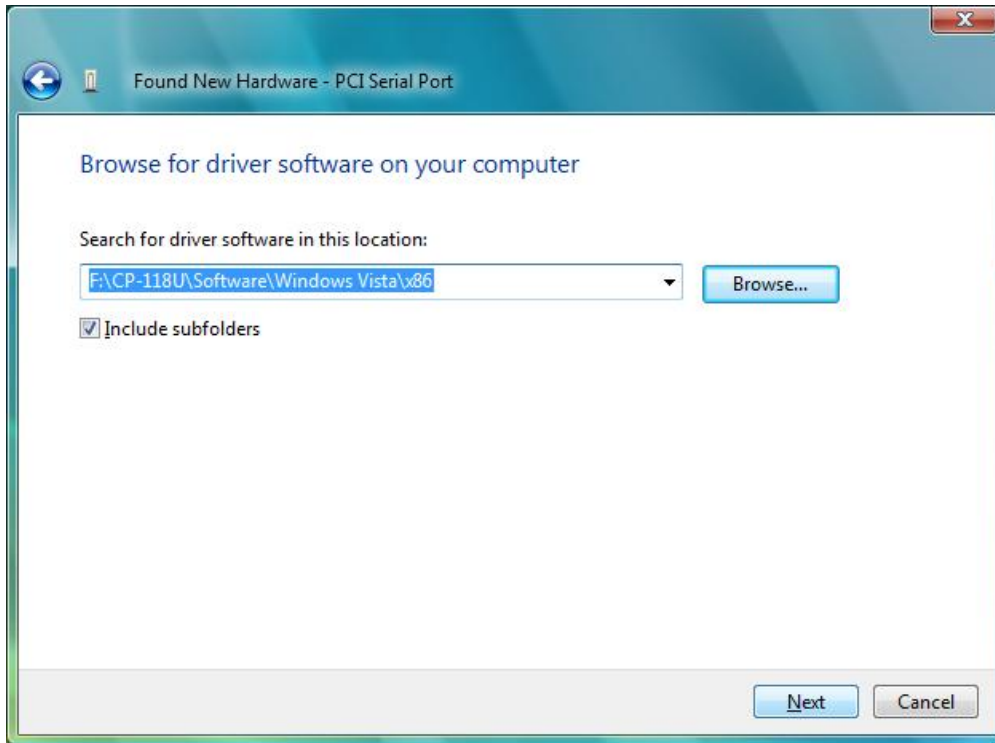 Found New Hardware - PCI Serial Port
Browse for driver software on your computer
Search for driver software in this location:
F:\CP-118U\Software\Windows Vista\x86
Browse...
Include subfolders
Next
Cancel